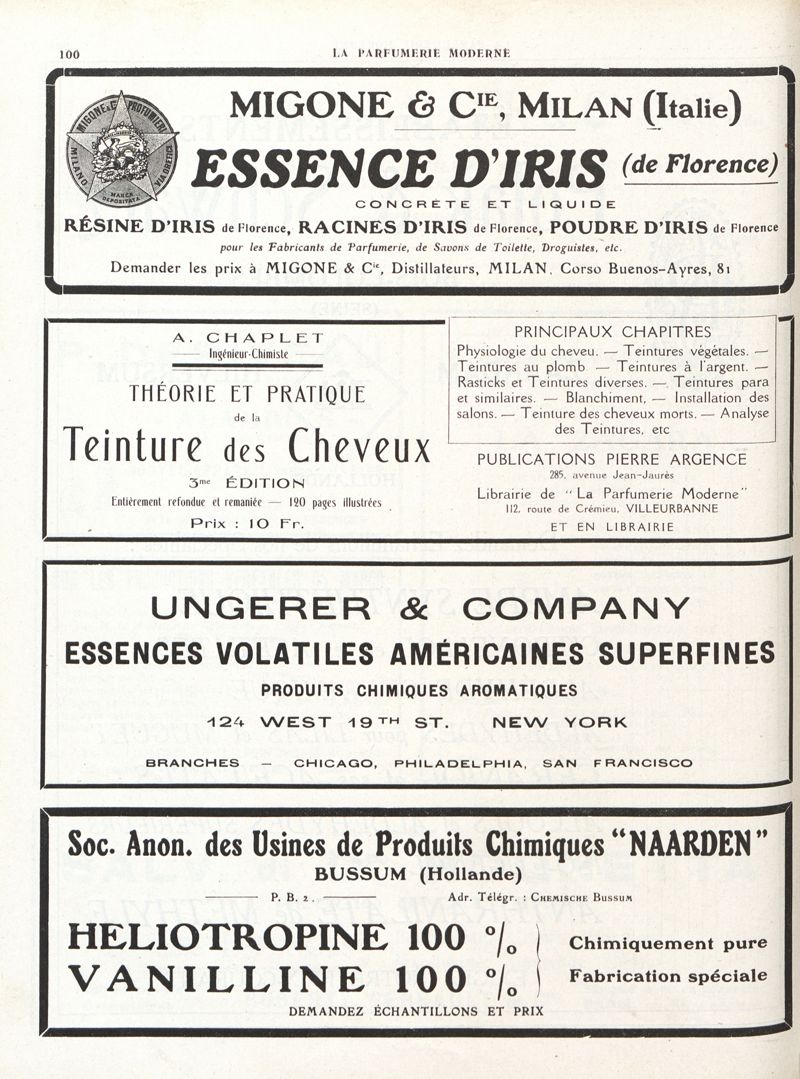 100
LA PARFUMERIE MODERNE
MIGONE & C PROFUMIERI
MILANO
VIA OREFICI
MARCA
DEPOSITATA
MIGONE & CIE, MILAN (Italie)
ESSENCE D'IRIS (de Florence)
CONCRÈTE ET LIQUIDE
RÉSINE D'IRIS de Florence, RACINES D'IRIS de Florence, POUDRE D'IRIS de Florence
pour les Fabricants de Parfumerie, de Savons de Toilette, Droguistes, etc.
Demander les prix à MIGONE & Cie, Distillateurs, MILAN, Corso Buenos-Ayres, 81
A. CHAPLET
Ingénieur-Chimiste
THÉORIE ET PRATIQUE
de la
Teinture des Cheveux
3me ÉDITION
Entièrement refondue et remaniée — 120 pages illustrées
Prix : 10 Fr.
PRINCIPAUX CHAPITRES
Physiologie du cheveu. — Teintures végétales. —
Teintures au plomb — Teintures à l'argent. —
Rasticks et Teintures diverses. —. Teintures para
et similaires. — Blanchiment, — Installation des
salons. — Teinture des cheveux morts. — Analyse
des Teintures, etc
PUBLICATIONS PIERRE ARGENCE
285, avenue Jean-Jaurès
Librairie de "La Parfumerie Moderne"
112, route de Crémieu, VILLEURBANNE
ET EN LIBRAIRIE
UNGERER & COMPANY
ESSENCES VOLATILES AMÉRICAINES SUPERFINES
PRODUITS CHIMIQUES AROMATIQUES
124 WEST 19TH ST. NEW YORK
BRANCHES — CHICAGO, PHILADELPHIA, SAN FRANCISCO
Soc. Anon. des Usines de Produits Chimiques "NAARDEN"
BUSSUM (Hollande)
P. B. 2. Adr. Télégr. : CHEMISCHE BUSSUM
HELIOTROPINE 100 % Chimiquement pure
VANILLINE 100 % Fabrication spéciale
DEMANDEZ ÉCHANTILLONS ET PRIX